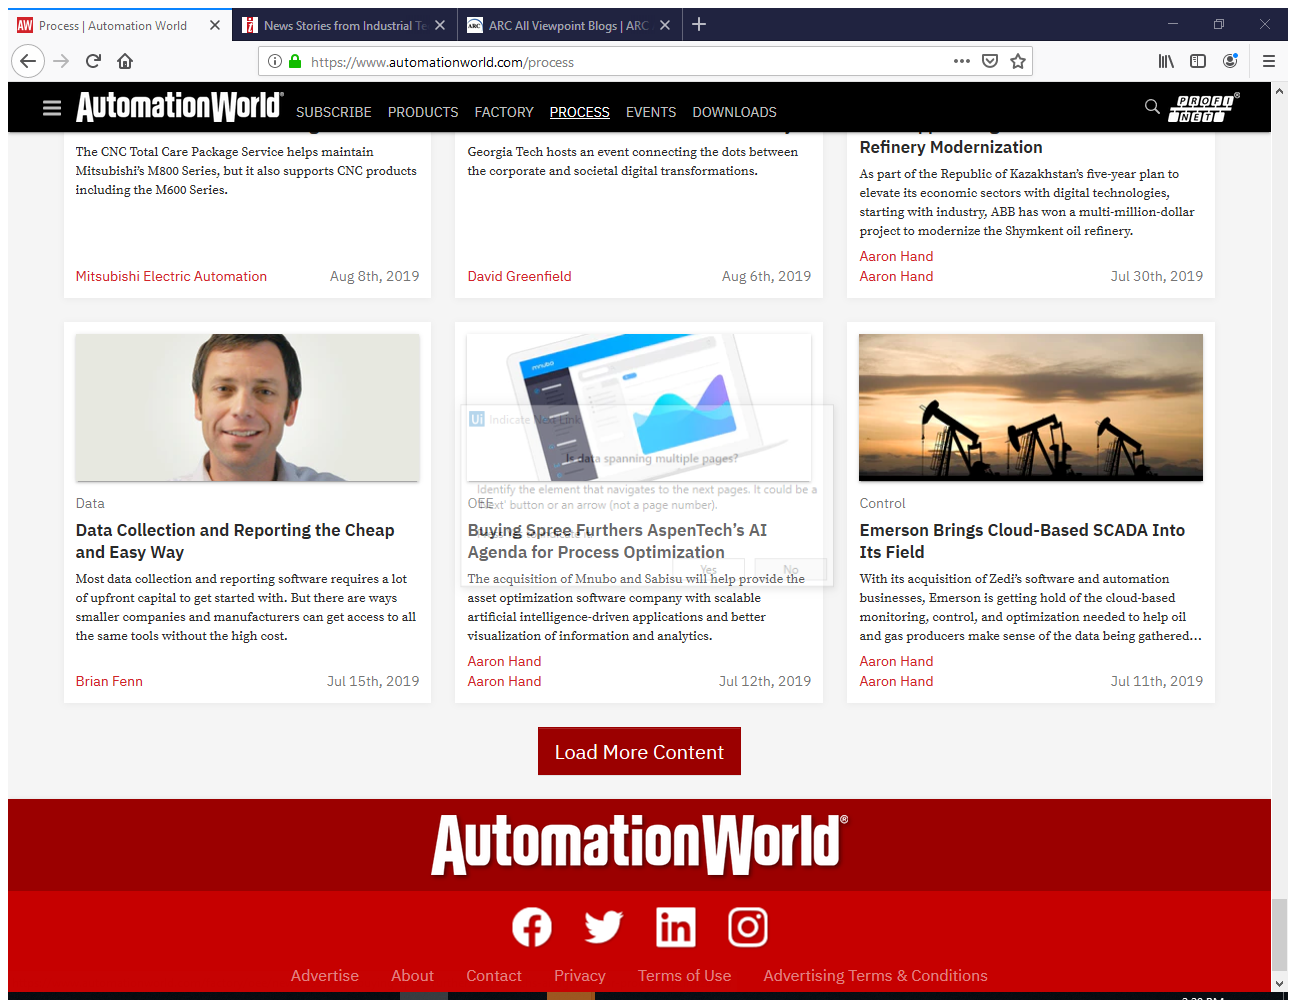 Process | Automation World
News Stories from Industrial Te
ARC All Viewpoint Blogs | ARC
https://www.automationworld.com/process
AutomationWorld®
SUBSCRIBE PRODUCTS FACTORY PROCESS EVENTS DOWNLOADS
PROFI
NET®
The CNC Total Care Package Service helps maintain
Mitsubishi’s M800 Series, but it also supports CNC products
including the M600 Series.
Mitsubishi Electric Automation Aug 8th, 2019
Georgia Tech hosts an event connecting the dots between
the corporate and societal digital transformations.
David Greenfield Aug 6th, 2019
Refinery Modernization
As part of the Republic of Kazakhstan’s five-year plan to
elevate its economic sectors with digital technologies,
starting with industry, ABB has won a multi-million-dollar
project to modernize the Shymkent oil refinery.
Aaron Hand
Aaron Hand Jul 30th, 2019
Data
Data Collection and Reporting the Cheap
and Easy Way
Most data collection and reporting software requires a lot
of upfront capital to get started with. But there are ways
smaller companies and manufacturers can get access to all
the same tools without the high cost.
Brian Fenn Jul 15th, 2019
mnubo
Ui Indicate Next Link
Is data spanning multiple pages?
Identify the element that navigates to the next pages. It could be a
'Next' button or an arrow (not a page number).
Yes No
OEE
Buying Spree Furthers AspenTech’s AI
Agenda for Process Optimization
The acquisition of Mnubo and Sabisu will help provide the
asset optimization software company with scalable
artificial intelligence-driven applications and better
visualization of information and analytics.
Aaron Hand
Aaron Hand Jul 12th, 2019
Control
Emerson Brings Cloud-Based SCADA Into
Its Field
With its acquisition of Zedi’s software and automation
businesses, Emerson is getting hold of the cloud-based
monitoring, control, and optimization needed to help oil
and gas producers make sense of the data being gathered...
Aaron Hand
Aaron Hand Jul 11th, 2019
Load More Content
AutomationWorld®
Advertise About Contact Privacy Terms of Use Advertising Terms & Conditions